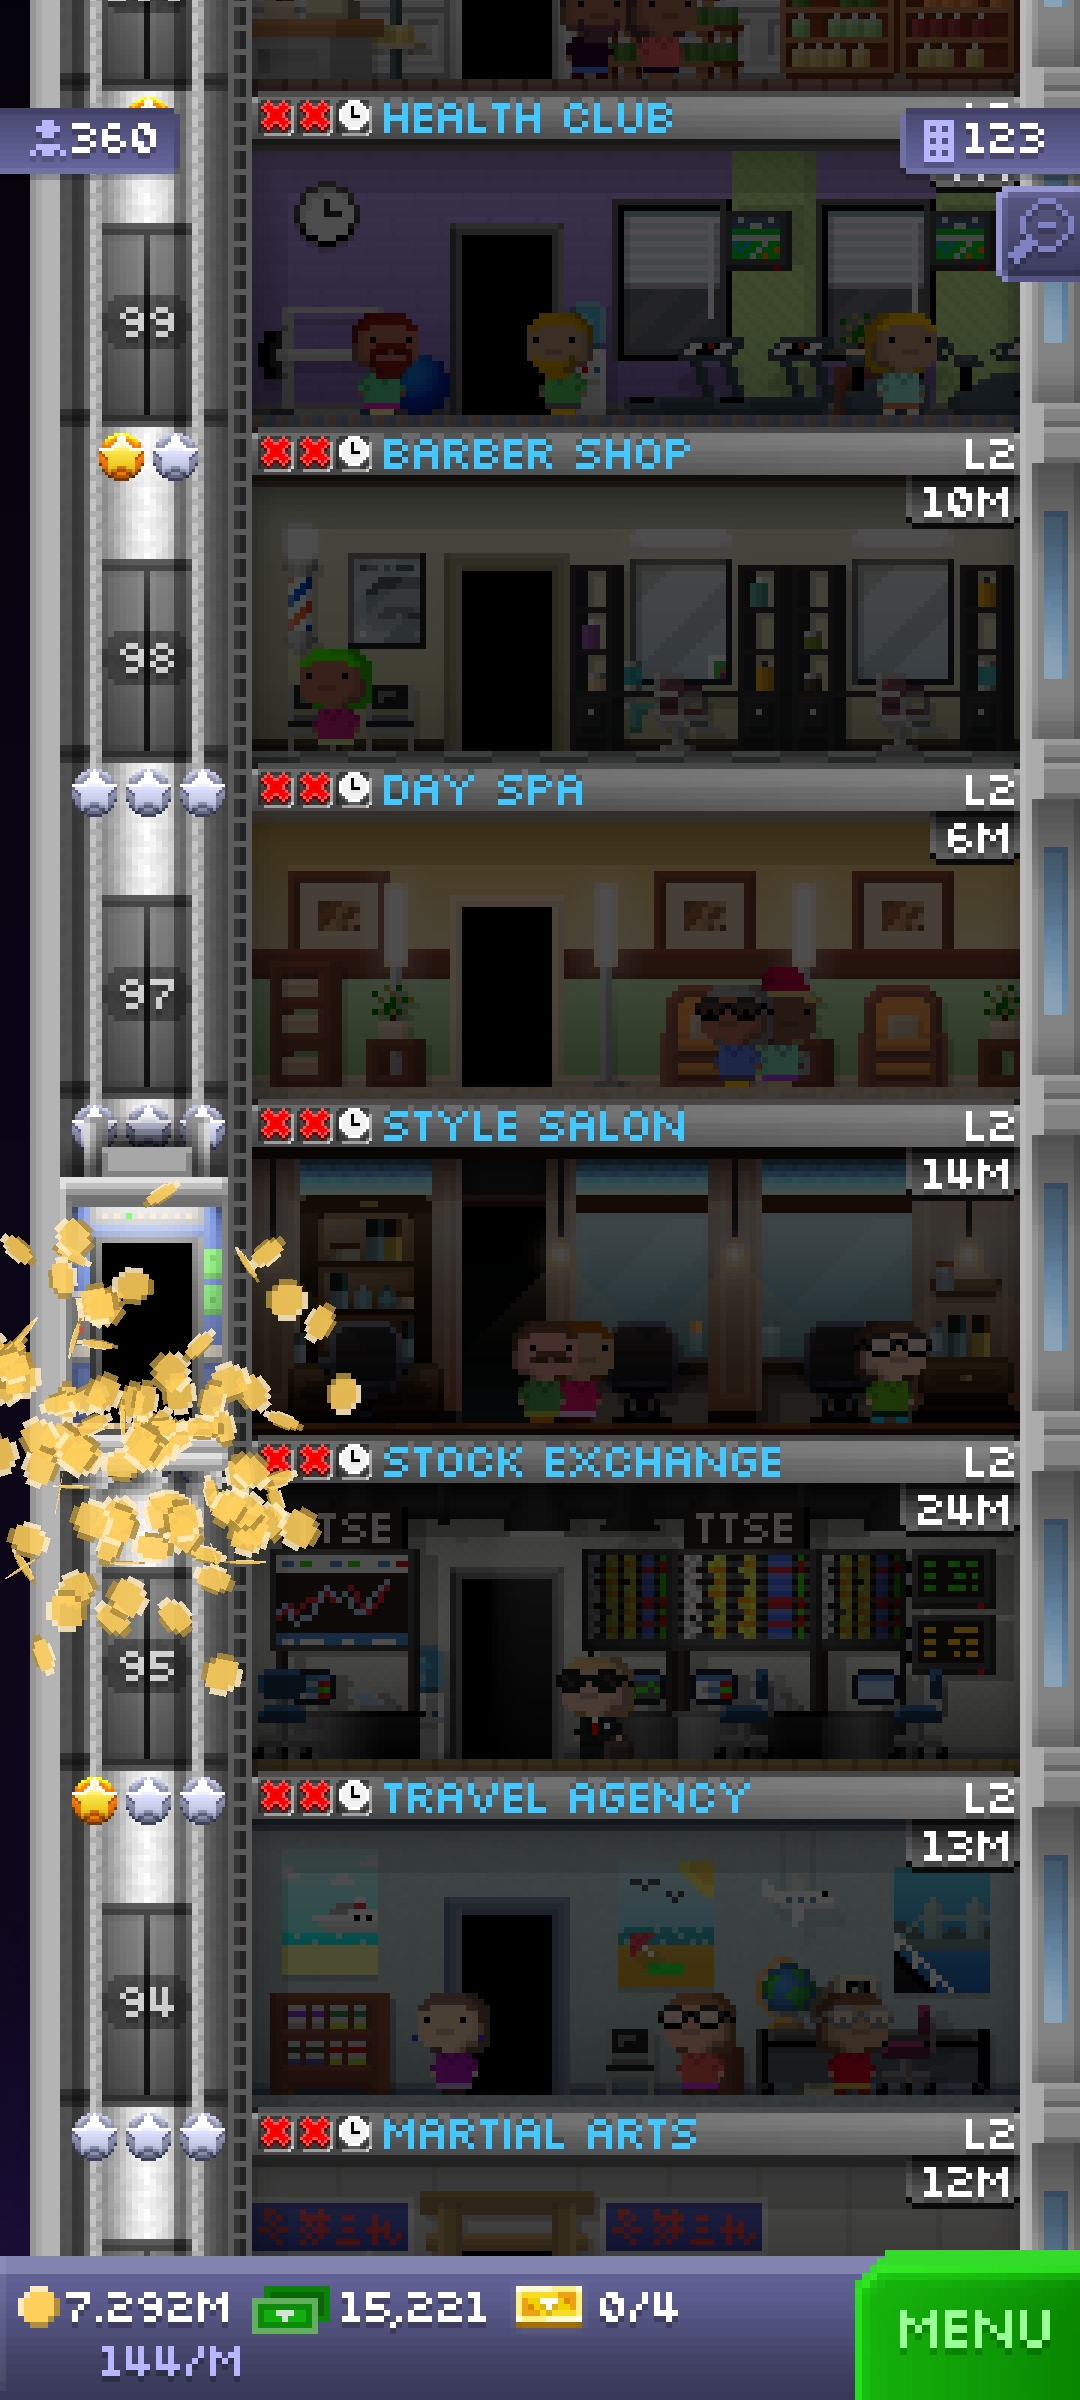 HEALTH CLUB
360
123
99
BARBER SHOP L2
10M
98
DAY SPA L2
6M
97
STYLE SALON L2
14M
STOCK EXCHANGE L2
24M
TSE TTSE
95
TRAVEL AGENCY L2
13M
94
MARTIAL ARTS L2
12M
7.292M 15,221 0/4
MENU
144/M